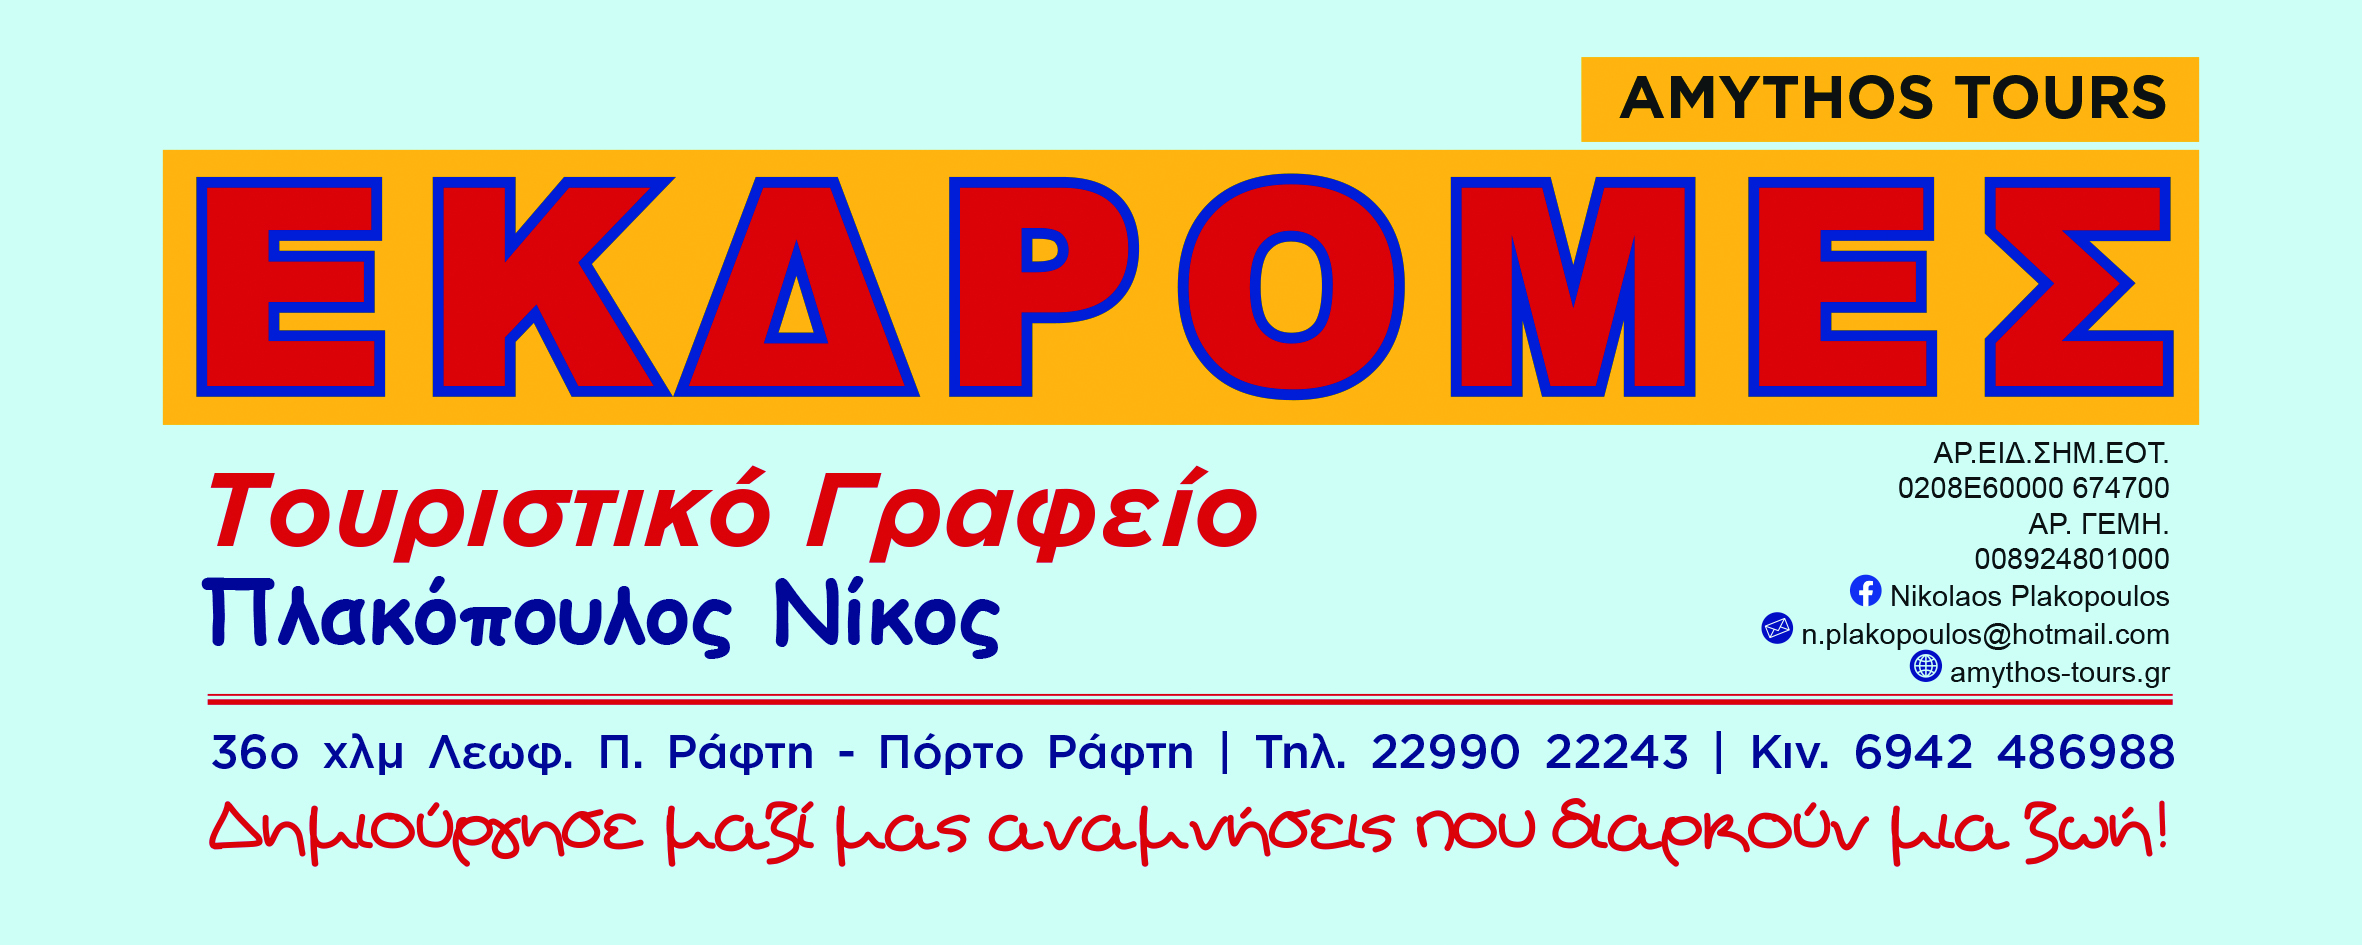 AMYTHOS TOURS
ΕΚΔΡΟΜΕΣ
Τουριστικό Γραφείο
Πλακόπουλος Νίκος
ΑΡ.ΕΙΔ.ΣΗΜ.ΕΟΤ.
0208Ε60000 674700
ΑΡ. ΓΕΜΗ.
008924801000
Nikolaos Plakopoulos
n.plakopoulos@hotmail.com
amythos-tours.gr
36ο χλμ Λεωφ. Π. Ράφτη - Πόρτο Ράφτη | Τηλ. 22990 22243 | Κιν. 6942 486988
Δημιούργησε μαζί μας αναμνήσεις που διαρκούν μια ζωή!